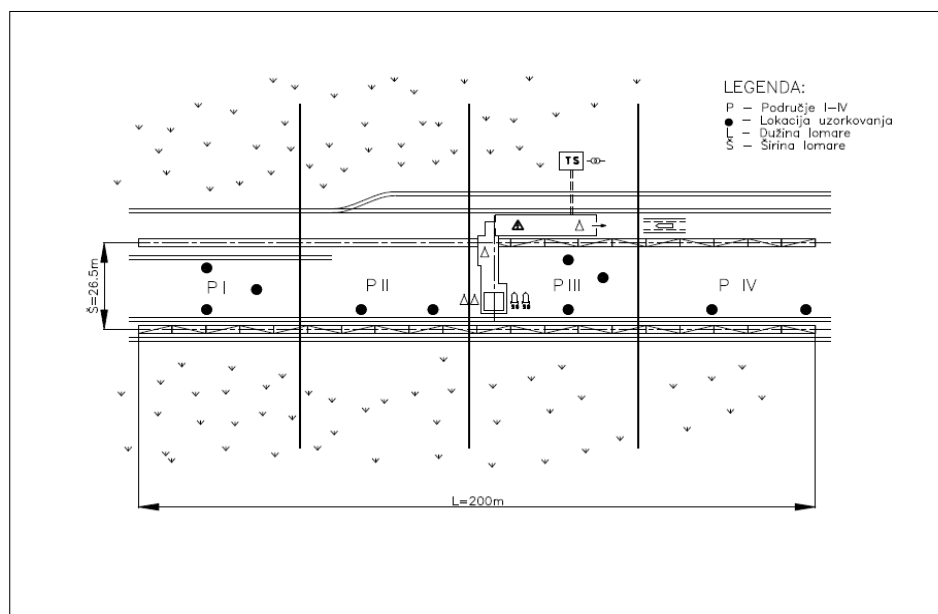 LEGENDA:
P – Područje I–IV
● – Lokacija uzorkovanja
L – Dužina lomare
Š – Širina lomare
TS
Š=26.5m
P I
P II
P III
P IV
L=200m